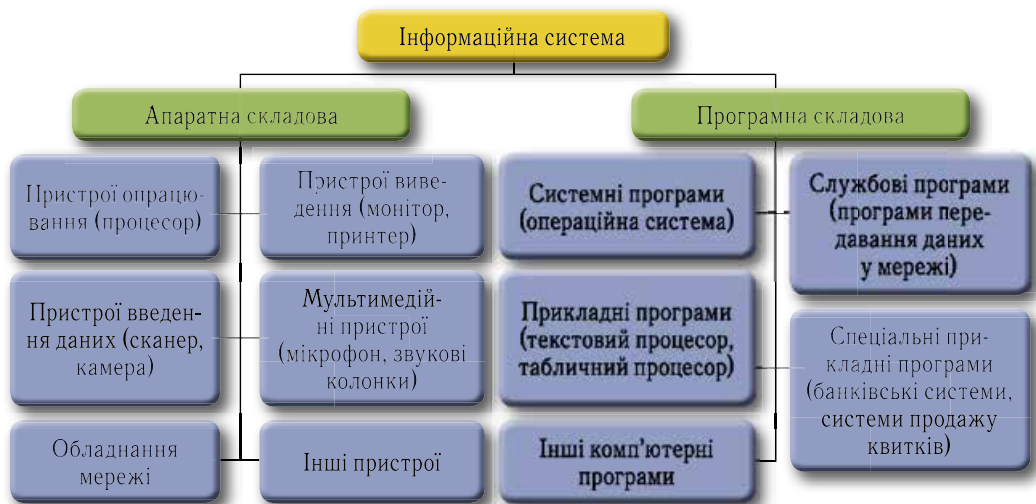 Інформаційна система
Апаратна складова
Програмна складова
Пристрої опрацю-
вання (процесор)
Пристрої виве-
дення (монітор,
принтер)
Системні програми
(операційна система)
Службові програми
(програми пере-
давання даних
у мережі)
Пристрої введен-
ня даних (сканер,
камера)
Мультимедій-
ні пристрої
(мікрофон, звукові
колонки)
Прикладні програми
(текстовий процесор,
табличний процесор)
Спеціальні при-
кладні програми
(банківські системи,
системи продажу
квитків)
Обладнання
мережі
Інші пристрої
Інші комп’ютерні
програми